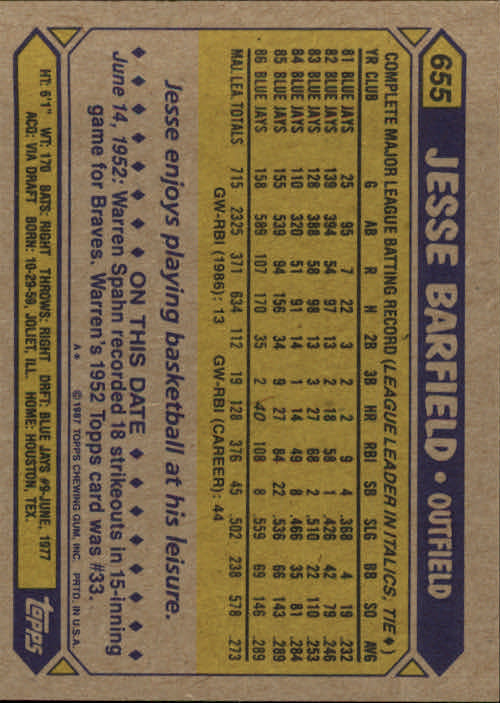 655
JESSE BARFIELD • OUTFIELD
COMPLETE MAJOR LEAGUE BATTING RECORD (LEAGUE LEADER IN ITALICS, TIE ♦)
YR CLUB G AB R H 2B 3B HR RBI SB SLG BB SO AVG
81 BLUE JAYS 25 95 7 22 3 2 2 9 4 .368 4 19 .232
82 BLUE JAYS 139 394 54 97 13 2 18 58 1 .426 42 79 .246
83 BLUE JAYS 128 388 58 98 13 3 27 68 2 .510 22 110 .253
84 BLUE JAYS 110 320 51 91 14 1 14 49 8 .466 35 81 .284
85 BLUE JAYS 155 539 94 156 34 9 27 84 22 .536 66 143 .289
86 BLUE JAYS 158 589 107 170 35 2 40 108 8 .559 69 146 .289
MAJ. LEA. TOTALS 715 2325 371 634 112 19 128 376 45 .502 238 578 .273
GW-RBI (1986): 13 GW-RBI (CAREER): 44
Jesse enjoys playing basketball at his leisure.
♦ ♦ ♦ ♦ ♦ ♦ ♦ ♦ ON THIS DATE ♦ ♦ ♦ ♦ ♦ ♦ ♦ ♦
June 14, 1952: Warren Spahn recorded 18 strikeouts in 15-inning
game for Braves. Warren's 1952 Topps card was #33.
A* ©1987 TOPPS CHEWING GUM, INC. PRTD. IN U.S.A.
HT: 6'1" WT: 170 BATS: RIGHT THROWS: RIGHT DRFT: BLUE JAYS #9-JUNE, 1977
ACQ: VIA DRAFT BORN: 10-29-59, JOLIET, ILL. HOME: HOUSTON, TEX.
topps